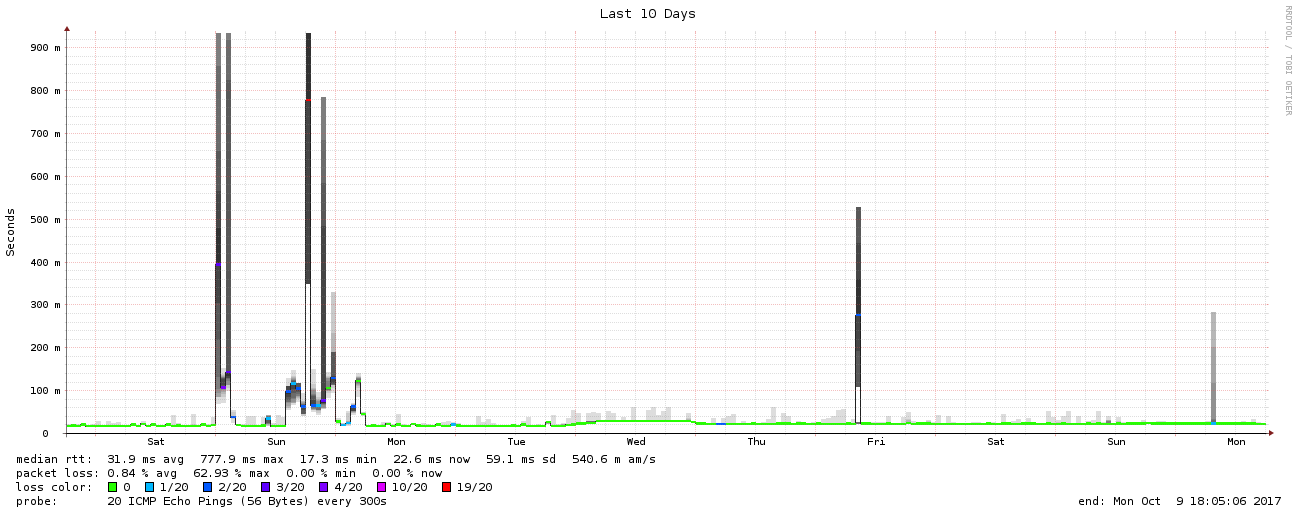 Last 10 Days
RRDTOOL / TOBI OETIKER
Seconds
900 m
800 m
700 m
600 m
500 m
400 m
300 m
200 m
100 m
0
Sat Sun Mon Tue Wed Thu Fri Sat Sun Mon
median rtt: 31.9 ms avg 777.9 ms max 17.3 ms min 22.6 ms now 59.1 ms sd 540.6 m am/s
packet loss: 0.84 % avg 62.93 % max 0.00 % min 0.00 % now
loss color: 0 1/20 2/20 3/20 4/20 10/20 19/20
probe: 20 ICMP Echo Pings (56 Bytes) every 300s end: Mon Oct 9 18:05:06 2017